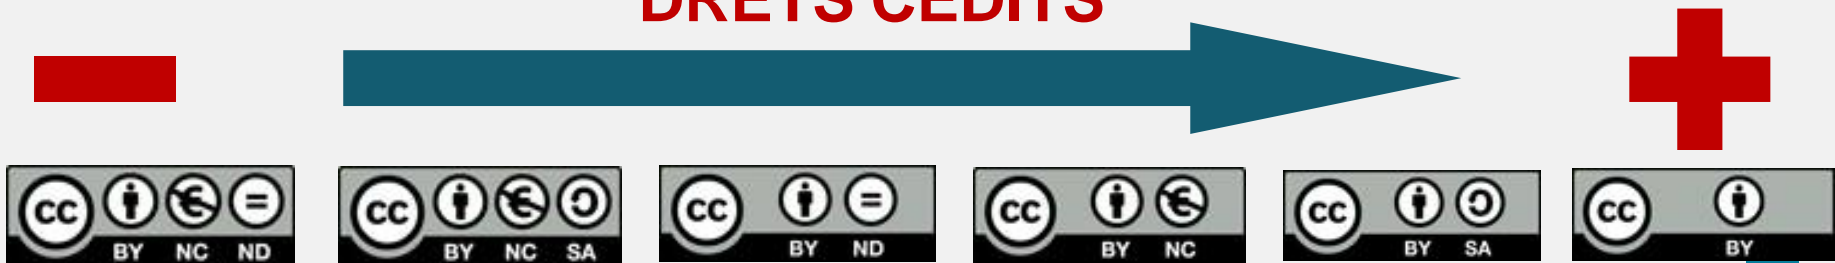 DRETS CEDITS
cc BY NC ND
cc BY NC SA
cc BY ND
cc BY NC
cc BY SA
cc BY